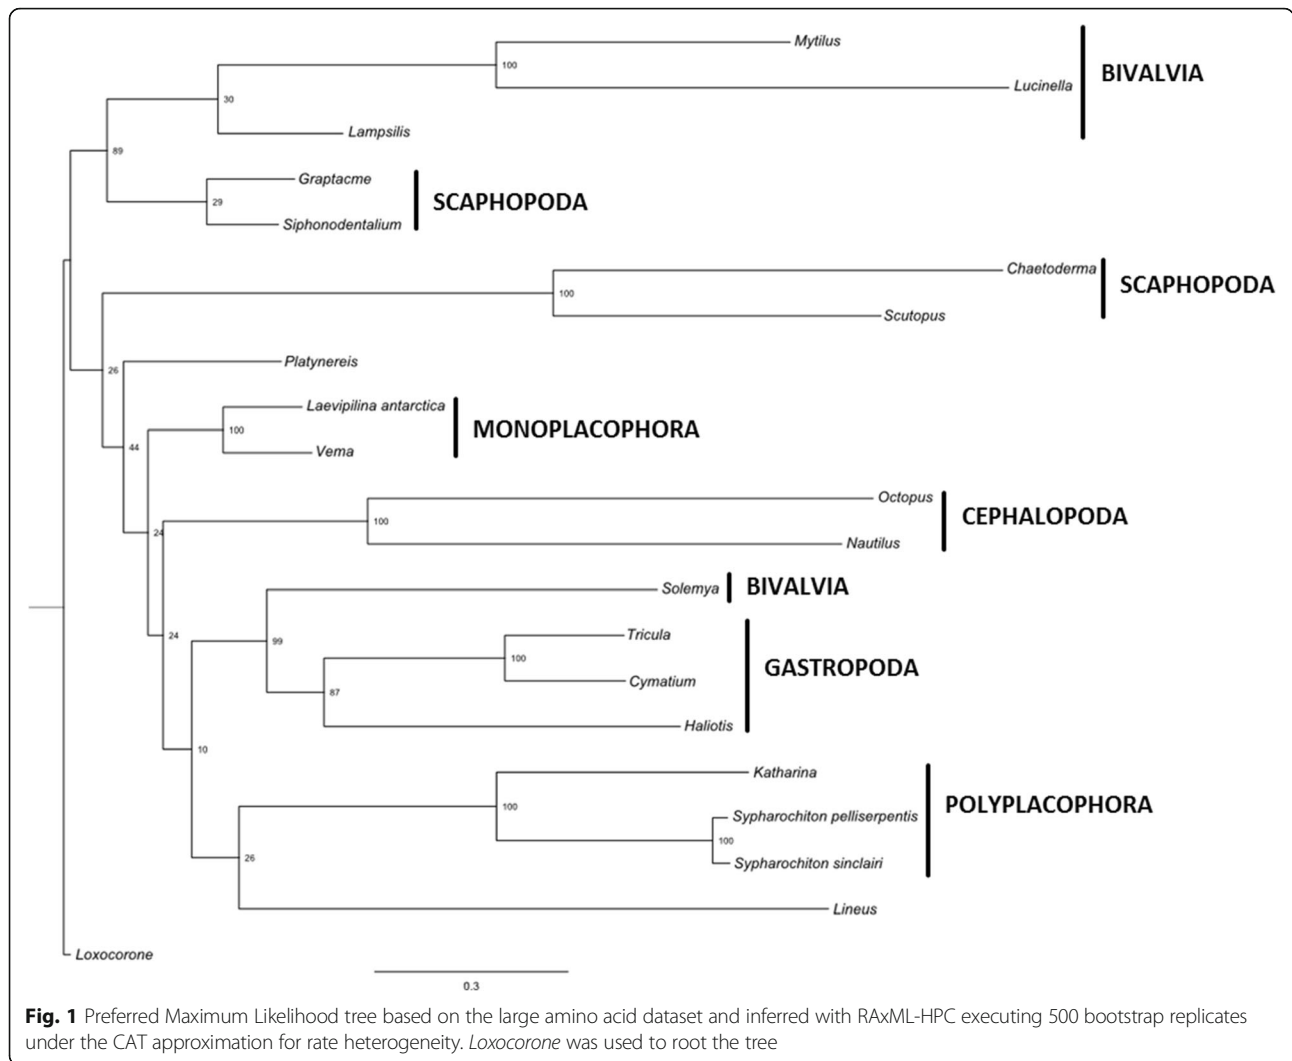 Mytilus
100
BIVALVIA
Lucinella
30
Lampsilis
89
Graptacme
29
SCAPHOPODA
Siphonodentalium
Chaetoderma
100
SCAPHOPODA
Scutopus
26
Platynereis
Laevipilina antarctica
100
MONOPLACOPHORA
44
Vema
Octopus
100
CEPHALOPODA
24
Nautilus
Solemya
BIVALVIA
24
99
Tricula
100
GASTROPODA
Cymatium
87
Haliotis
10
Katharina
100
POLYPLACOPHORA
Sypharochiton pelliserpentis
100
26
Sypharochiton sinclairi
Lineus
Loxocorone
0.3
Fig. 1 Preferred Maximum Likelihood tree based on the large amino acid dataset and inferred with RAxML-HPC executing 500 bootstrap replicates
under the CAT approximation for rate heterogeneity. Loxocorone was used to root the tree